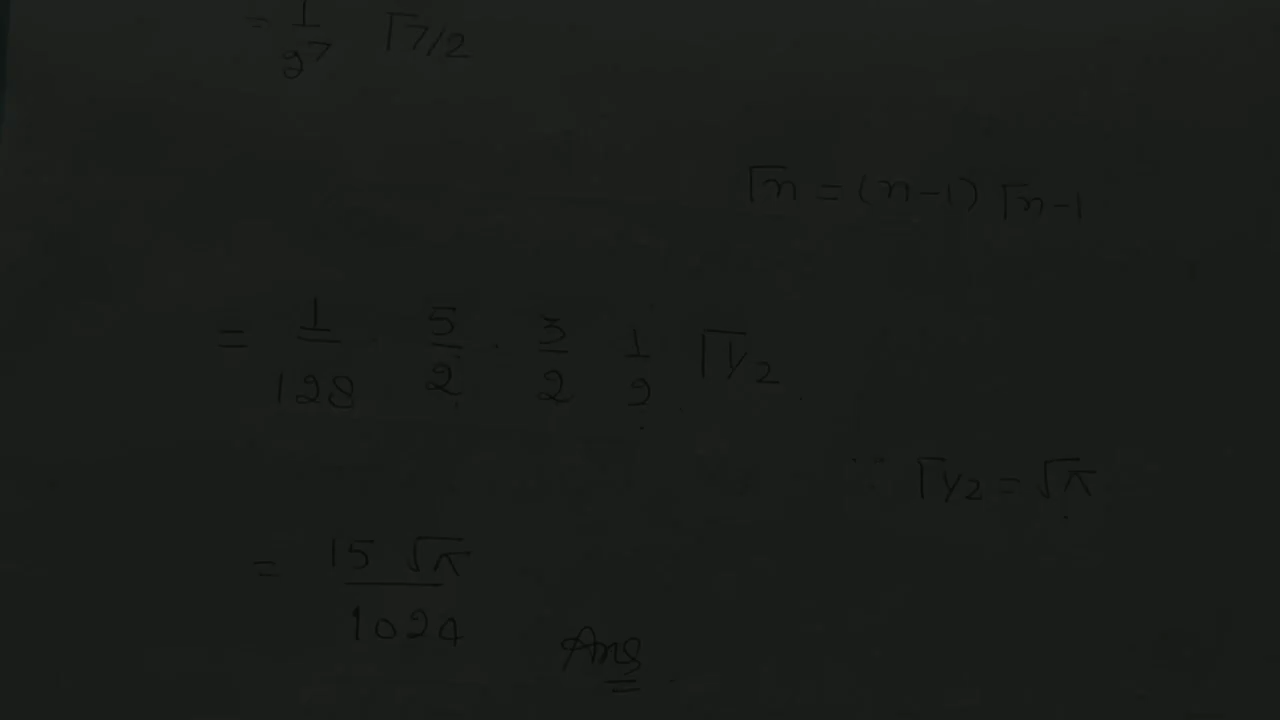 = 1/2⁷ Γ7/2
Γn = (n-1) Γn-1
= 1/128 5/2 · 3/2 1/2 Γ1/2
∵ Γ1/2 = √π
= 15 √π/1024
Ans